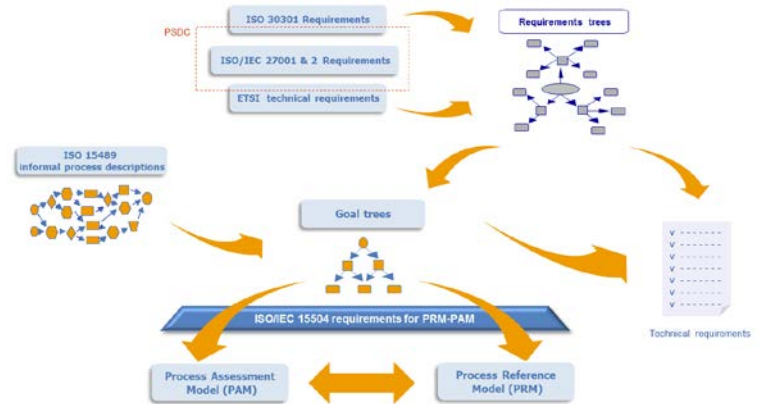 ISO 30301 Requirements
Requirements trees
PSDC
ISO/IEC 27001 & 2 Requirements
ETSI technical requirements
ISO 15489
informal process descriptions
Goal trees
v - - - - - - -
v - - - - - - -
v - - - - - - -
v - - - - - - -
v - - - - - - -
v - - - - - - -
v - - - - - - -
Technical requirements
ISO/IEC 15504 requirements for PRM-PAM
Process Assessment
Model (PAM)
Process Reference
Model (PRM)